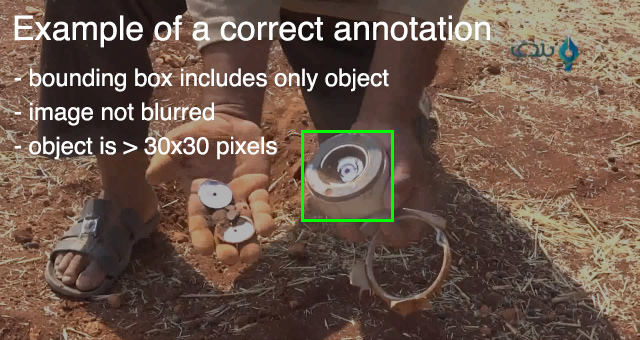 Example of a correct annotation
- bounding box includes only object
- image not blurred
- object is > 30x30 pixels
بلدي